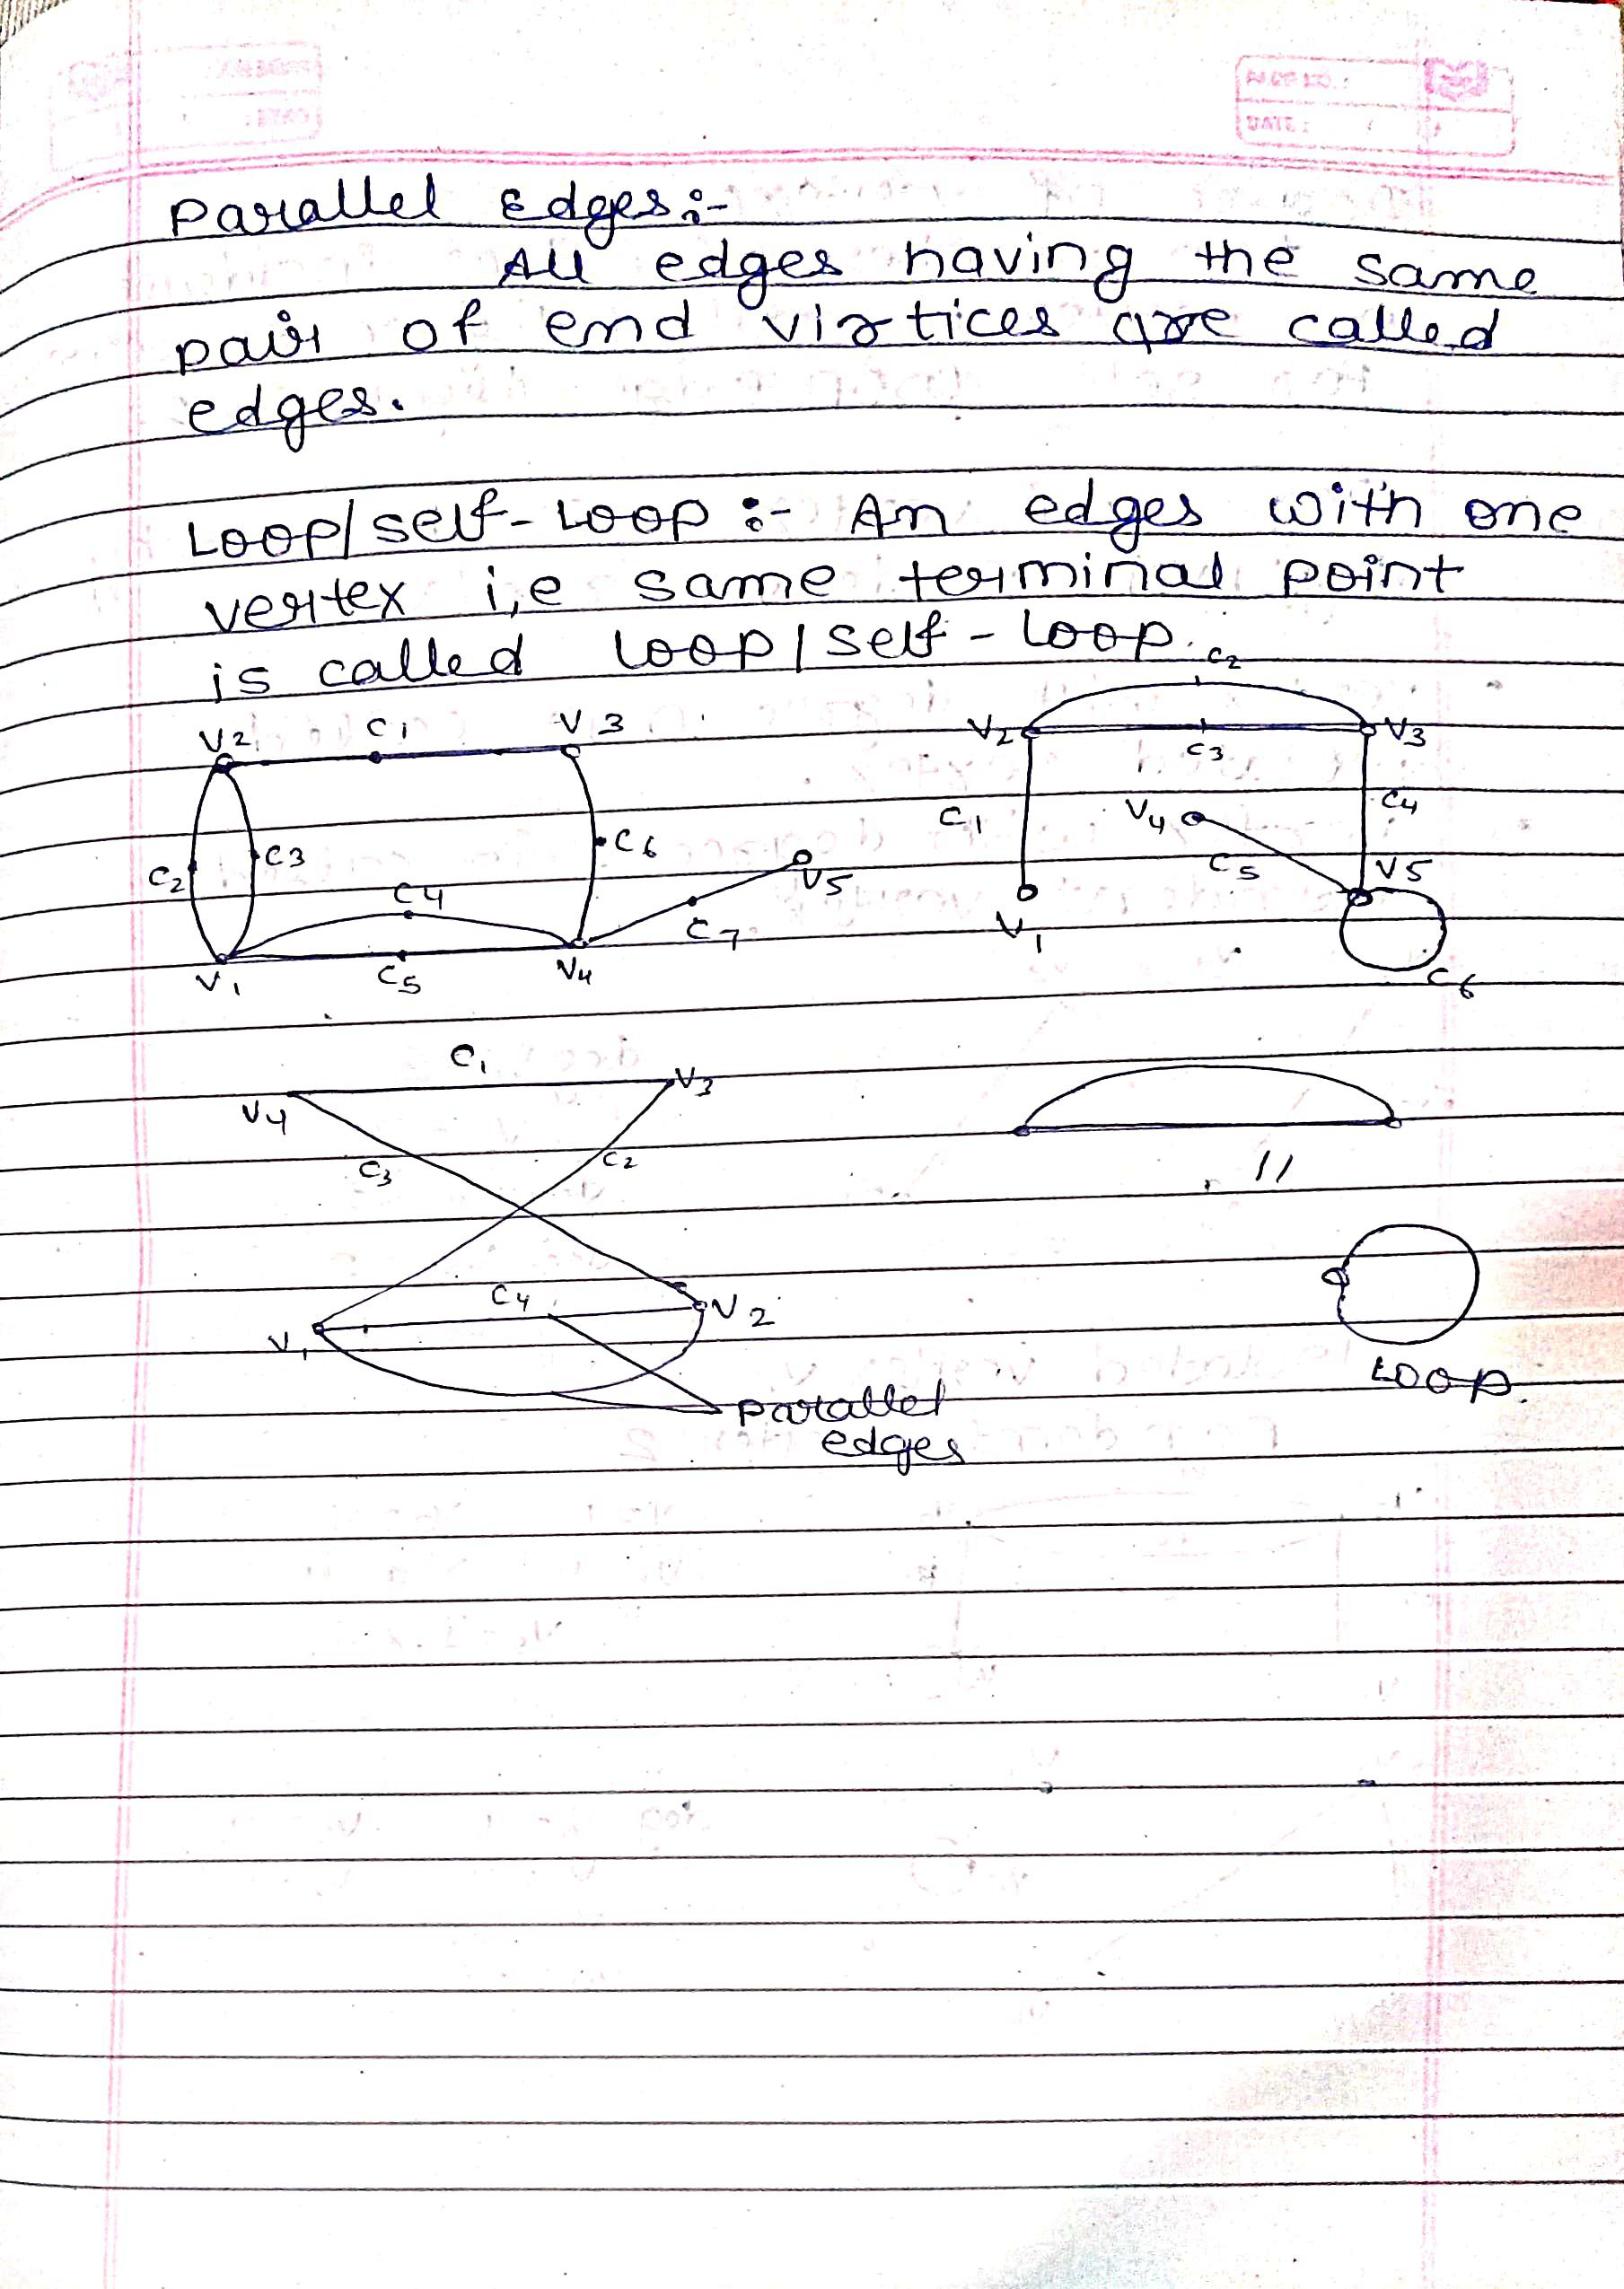 Parallel Edges :-
All edges having the same
pair of end virtices are called
edges.
Loop/self-Loop :- An edges with one
vertex i,e same terminal point
is called loop/self-loop.
V2 C1 V3
C2 C3 C6
C4 V5
C7
V1 C5 V4
C2
V2 V3
C3
C1 V4 C4
C5 V5
V1
C6
C1
V4 V3
C3 C2
C4 V2
V1
Parallel
edges
//
Loop.